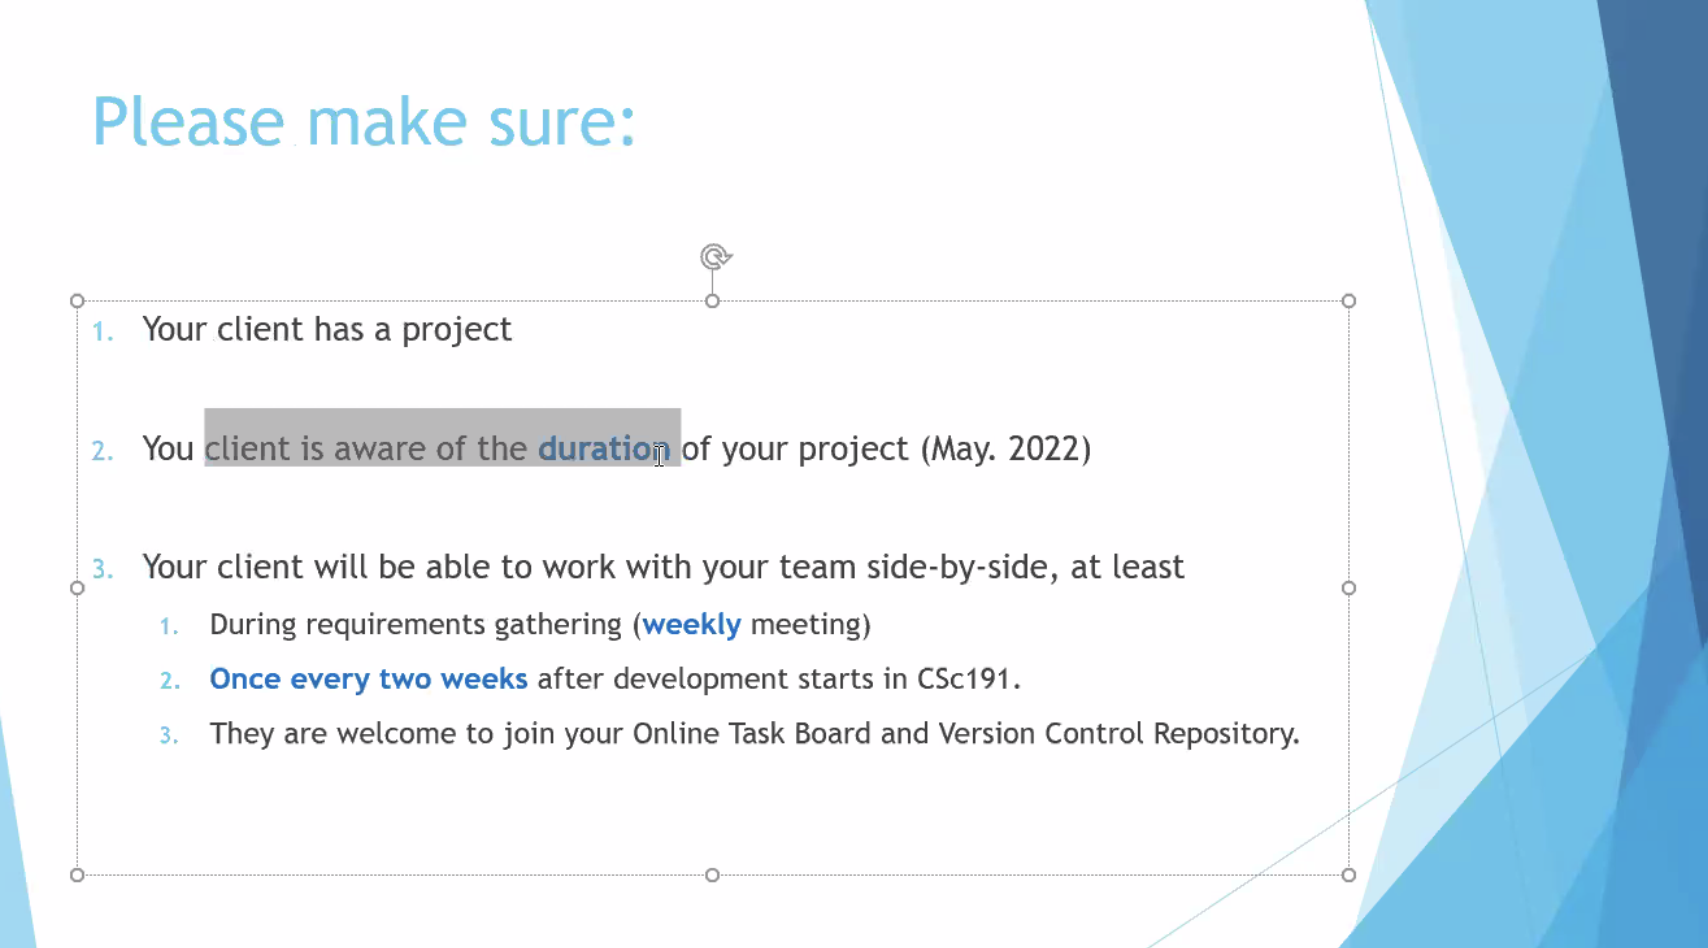 Please make sure:
1. Your client has a project
2. You client is aware of the duration of your project (May. 2022)
3. Your client will be able to work with your team side-by-side, at least
1. During requirements gathering (weekly meeting)
2. Once every two weeks after development starts in CSc191.
3. They are welcome to join your Online Task Board and Version Control Repository.